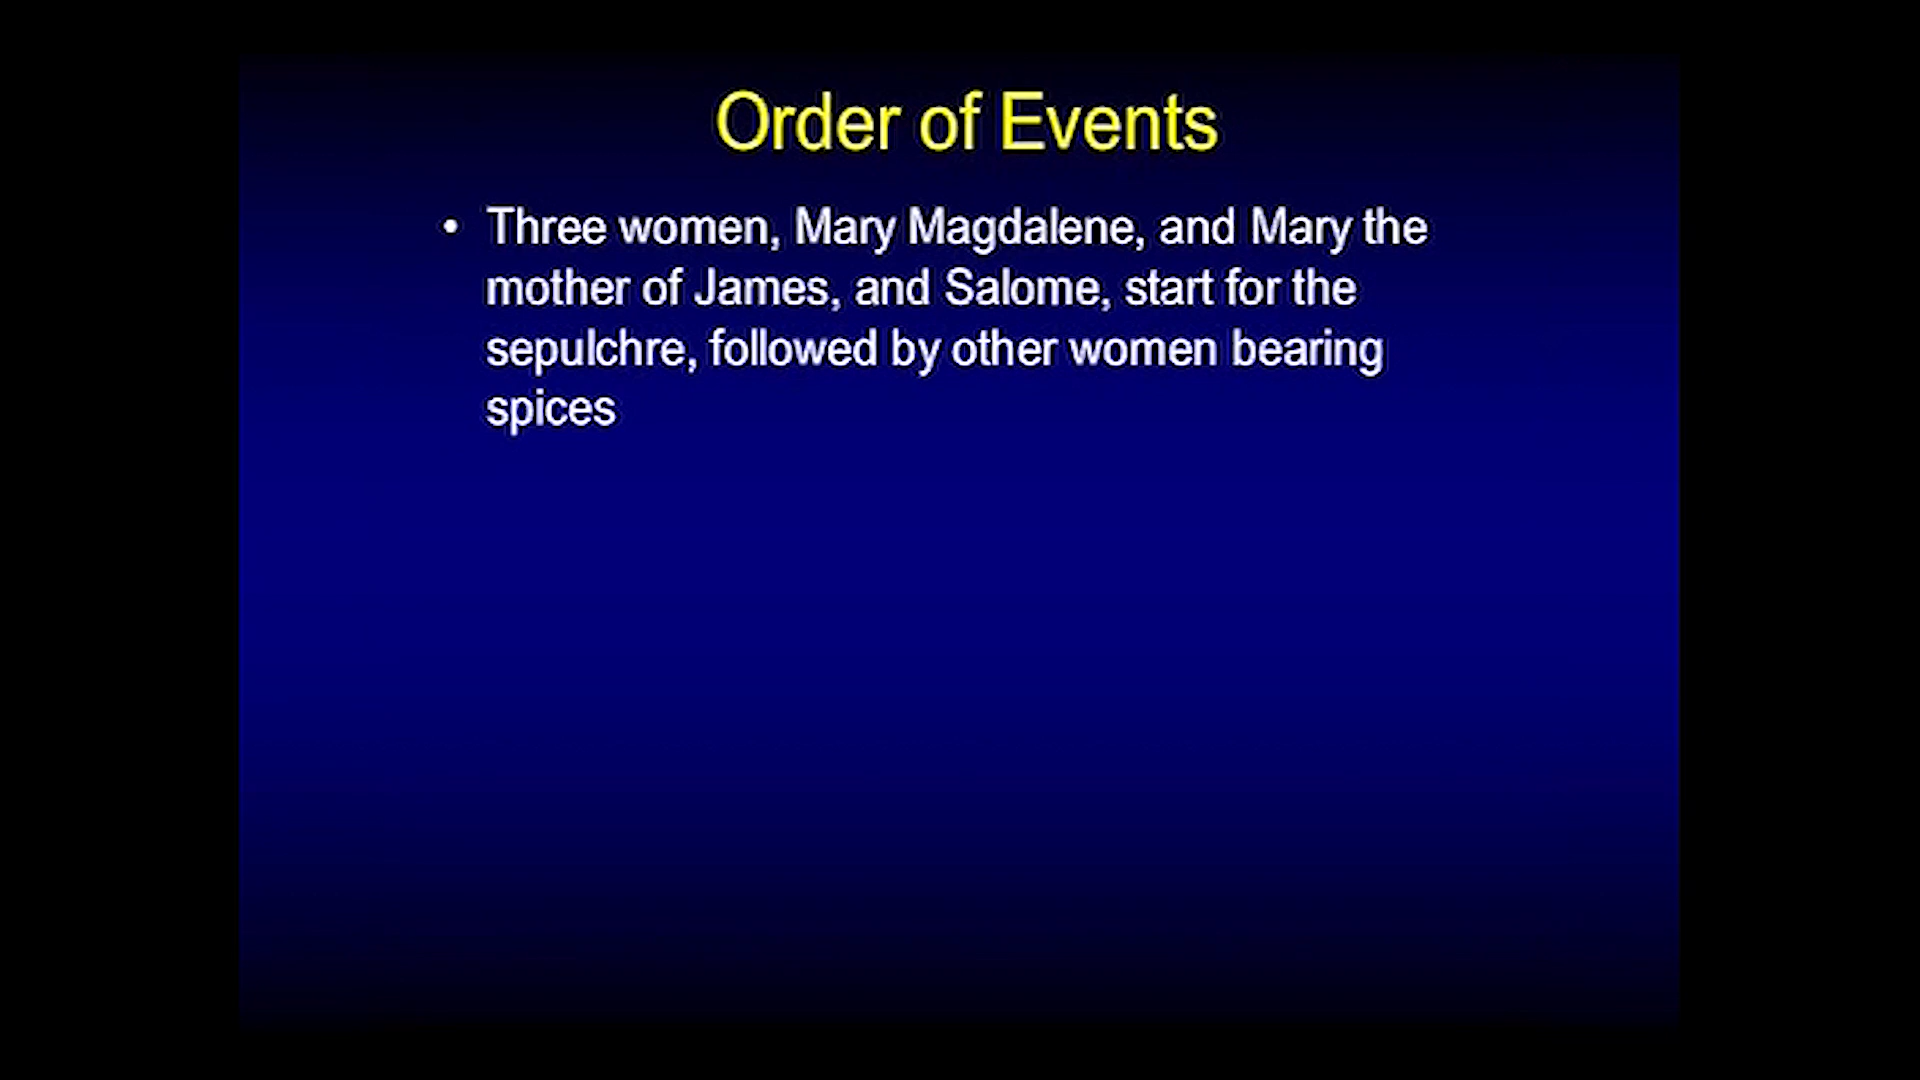 Order of Events
• Three women, Mary Magdalene, and Mary the
mother of James, and Salome, start for the
sepulchre, followed by other women bearing
spices